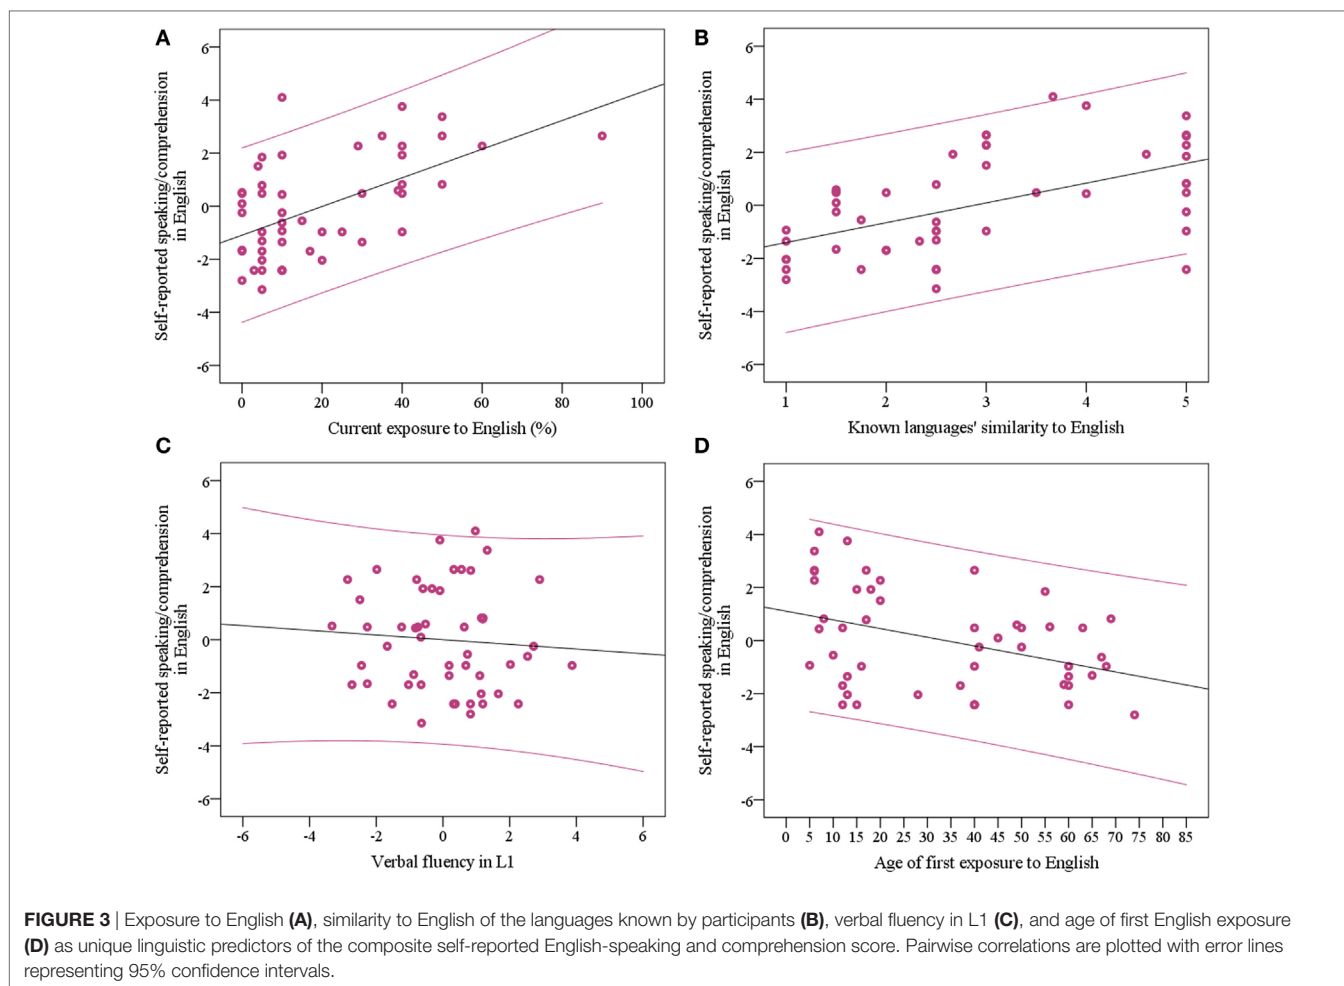 A
Self-reported speaking/comprehension
in English
6
4
2
0
-2
-4
-6
0 20 40 60 80 100
Current exposure to English (%)
B
Self-reported speaking/comprehension
in English
6
4
2
0
-2
-4
-6
1 2 3 4 5
Known languages' similarity to English
C
Self-reported speaking/comprehension
in English
6
4
2
0
-2
-4
-6
-6 -4 -2 0 2 4 6
Verbal fluency in L1
D
Self-reported speaking/comprehension
in English
6
4
2
0
-2
-4
-6
0 5 10 15 20 25 30 35 40 45 50 55 60 65 70 75 80 85
Age of first exposure to English
FIGURE 3 | Exposure to English (A), similarity to English of the languages known by participants (B), verbal fluency in L1 (C), and age of first English exposure
(D) as unique linguistic predictors of the composite self-reported English-speaking and comprehension score. Pairwise correlations are plotted with error lines
representing 95% confidence intervals.